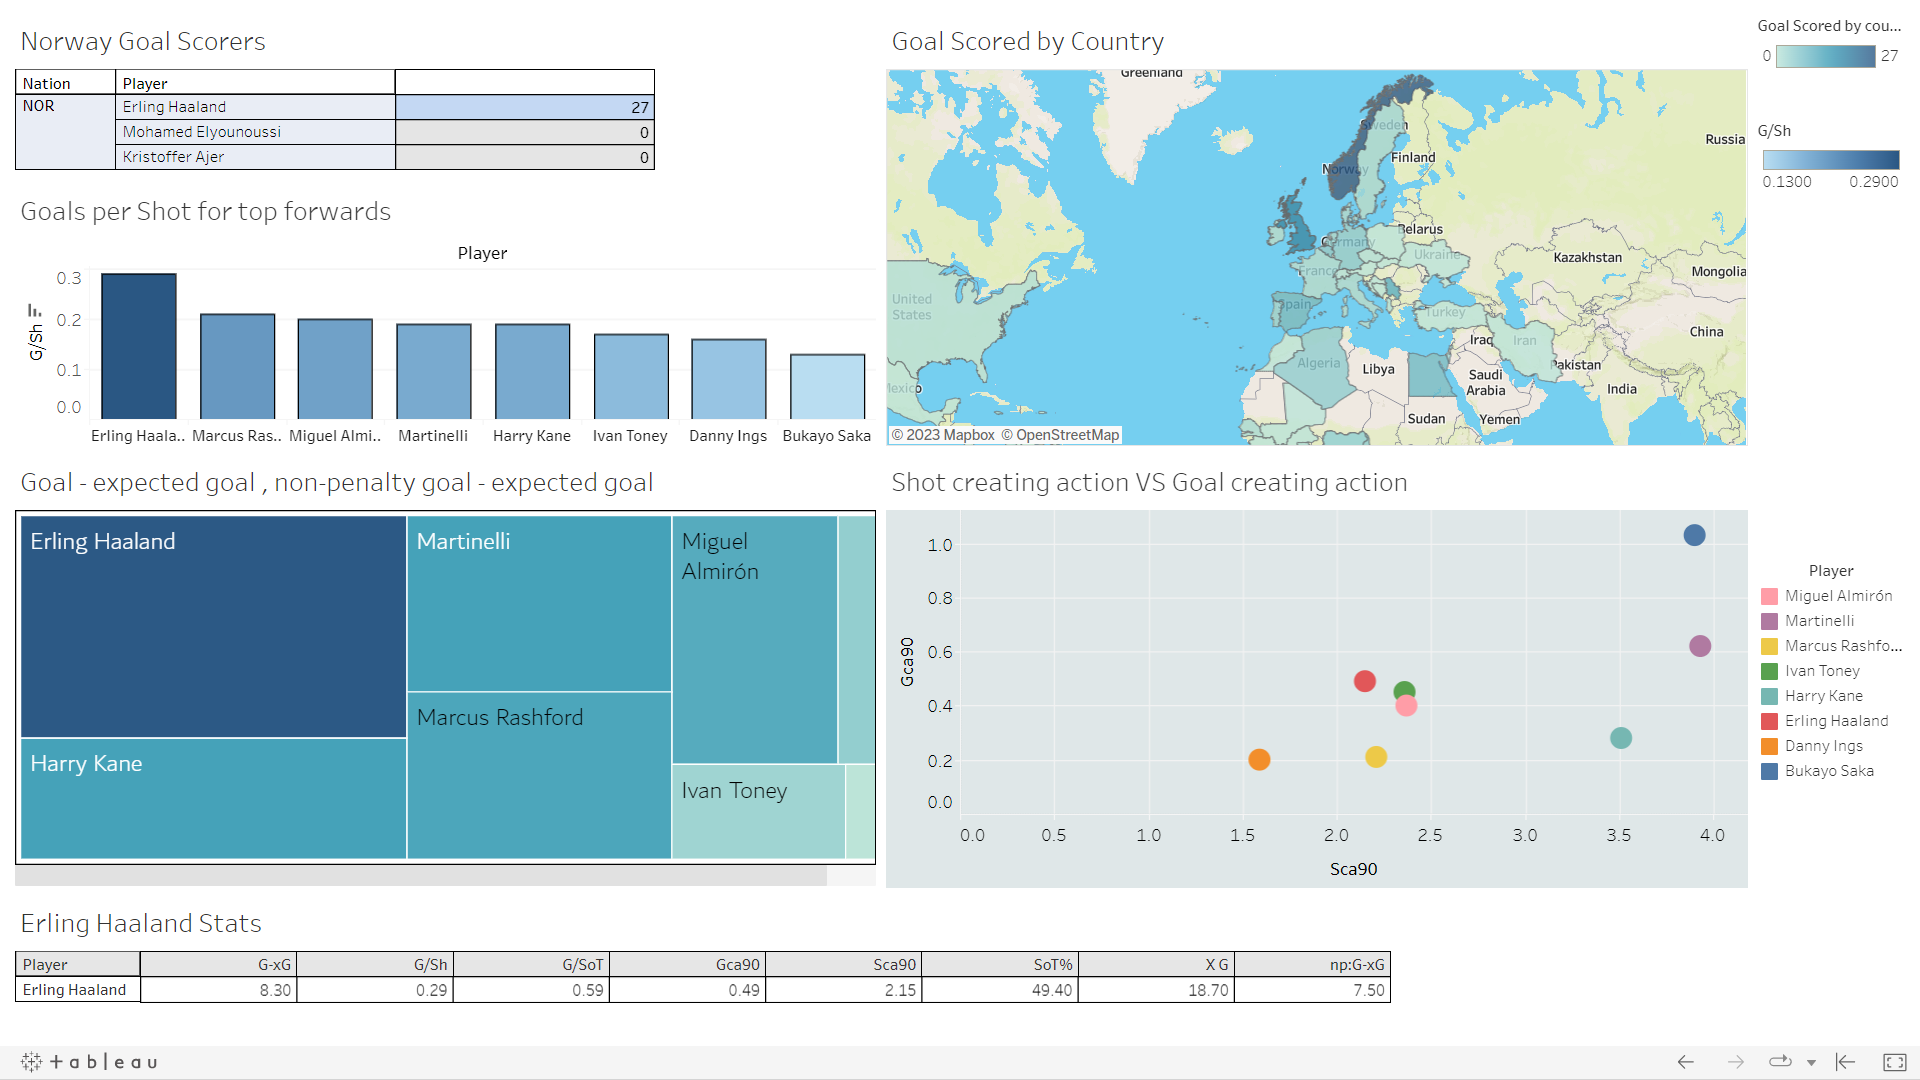 Norway Goal Scorers
Nation Player
NOR Erling Haaland 27
Mohamed Elyounoussi 0
Kristoffer Ajer 0
Goals per Shot for top forwards
Player
G/Sh
0.3
0.2
0.1
0.0
Erling Haala.. Marcus Ras.. Miguel Almi.. Martinelli Harry Kane Ivan Toney Danny Ings Bukayo Saka
Goal Scored by Country
Greenland
Sweden
Russia
Finland
Norway
Belarus
Germany
Ukraine
Kazakhstan
France
Mongolia
United States
Spain
Turkey
China
Iraq
Iran
Algeria
Libya
Pakistan
Saudi Arabia
India
Mexico
Sudan
Yemen
© 2023 Mapbox © OpenStreetMap
Goal Scored by cou...
0 27
G/Sh
0.1300 0.2900
Goal - expected goal , non-penalty goal - expected goal
Erling Haaland
Harry Kane
Martinelli
Marcus Rashford
Miguel Almirón
Ivan Toney
Shot creating action VS Goal creating action
Gca90
1.0
0.8
0.6
0.4
0.2
0.0
0.0 0.5 1.0 1.5 2.0 2.5 3.0 3.5 4.0
Sca90
Player
Miguel Almirón
Martinelli
Marcus Rashfo...
Ivan Toney
Harry Kane
Erling Haaland
Danny Ings
Bukayo Saka
Erling Haaland Stats
Player G-xG G/Sh G/SoT Gca90 Sca90 SoT% X G np:G-xG
Erling Haaland 8.30 0.29 0.59 0.49 2.15 49.40 18.70 7.50
+ a b l e a u